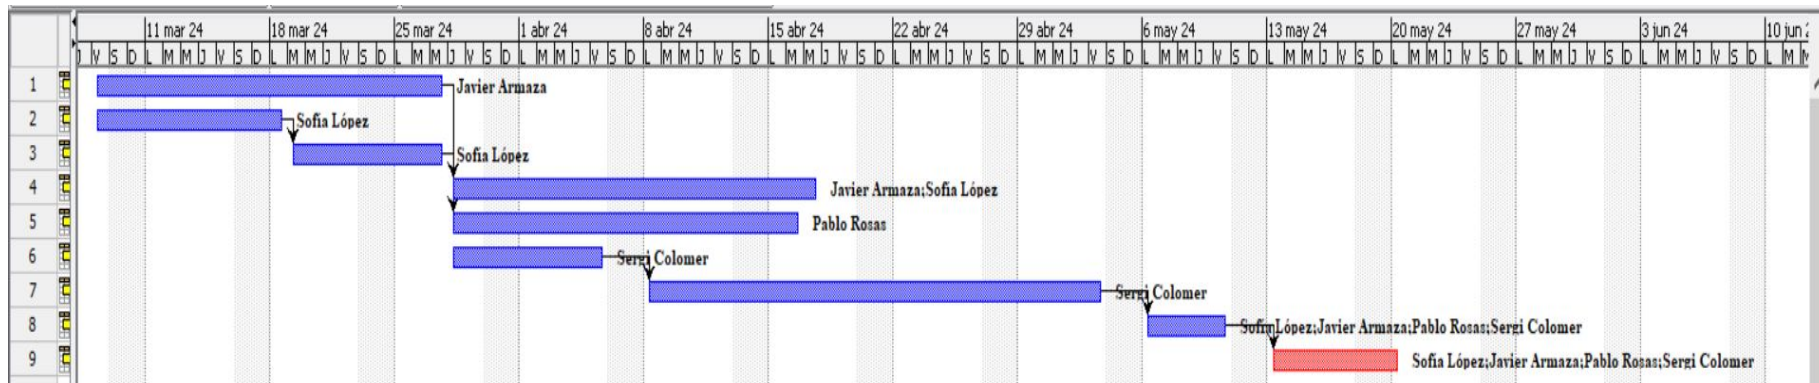 11 mar 24 18 mar 24 25 mar 24 1 abr 24 8 abr 24 15 abr 24 22 abr 24 29 abr 24 6 may 24 13 may 24 20 may 24 27 may 24 3 jun 24 10 jun
J V S D L M M J V S D L M M J V S D L M M J V S D L M M J V S D L M M J V S D L M M J V S D L M M J V S D L M M J V S D L M M J V S D L M M J V S D L M M J V S D L M M J V S D L M M J V S D L M M
1 Javier Armaza
2 Sofía López
3 Sofía López
4 Javier Armaza;Sofía López
5 Pablo Rosas
6 Sergi Colomer
7 Sergi Colomer
8 Sofía López;Javier Armaza;Pablo Rosas;Sergi Colomer
9 Sofía López;Javier Armaza;Pablo Rosas;Sergi Colomer